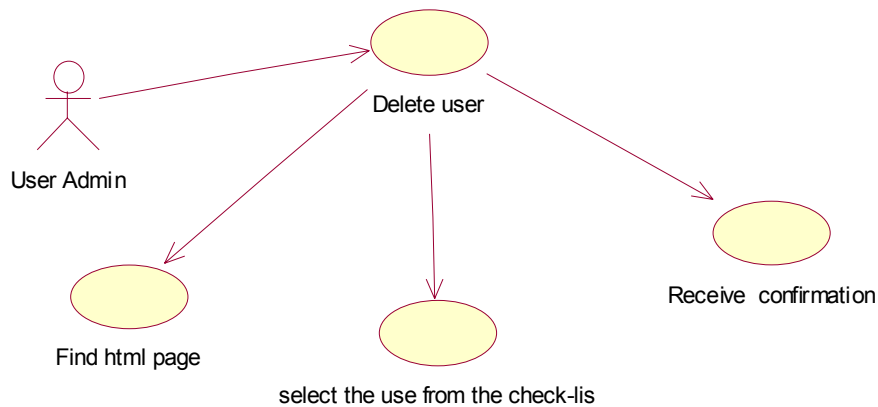 Delete user
User Admin
Receive confirmation
Find html page
select the use from the check-lis